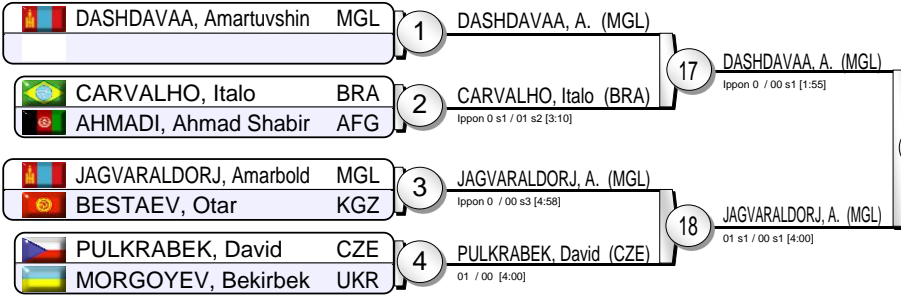 DASHDAVAA, Amartuvshin MGL
1
DASHDAVAA, A. (MGL)
CARVALHO, Italo BRA
AHMADI, Ahmad Shabir AFG
2
CARVALHO, Italo (BRA)
Ippon 0 s1 / 01 s2 [3:10]
17
DASHDAVAA, A. (MGL)
Ippon 0 / 00 s1 [1:55]
JAGVARALDORJ, Amarbold MGL
BESTAEV, Otar KGZ
3
JAGVARALDORJ, A. (MGL)
Ippon 0 / 00 s3 [4:58]
PULKRABEK, David CZE
MORGOYEV, Bekirbek UKR
4
PULKRABEK, David (CZE)
01 / 00 [4:00]
18
JAGVARALDORJ, A. (MGL)
01 s1 / 00 s1 [4:00]